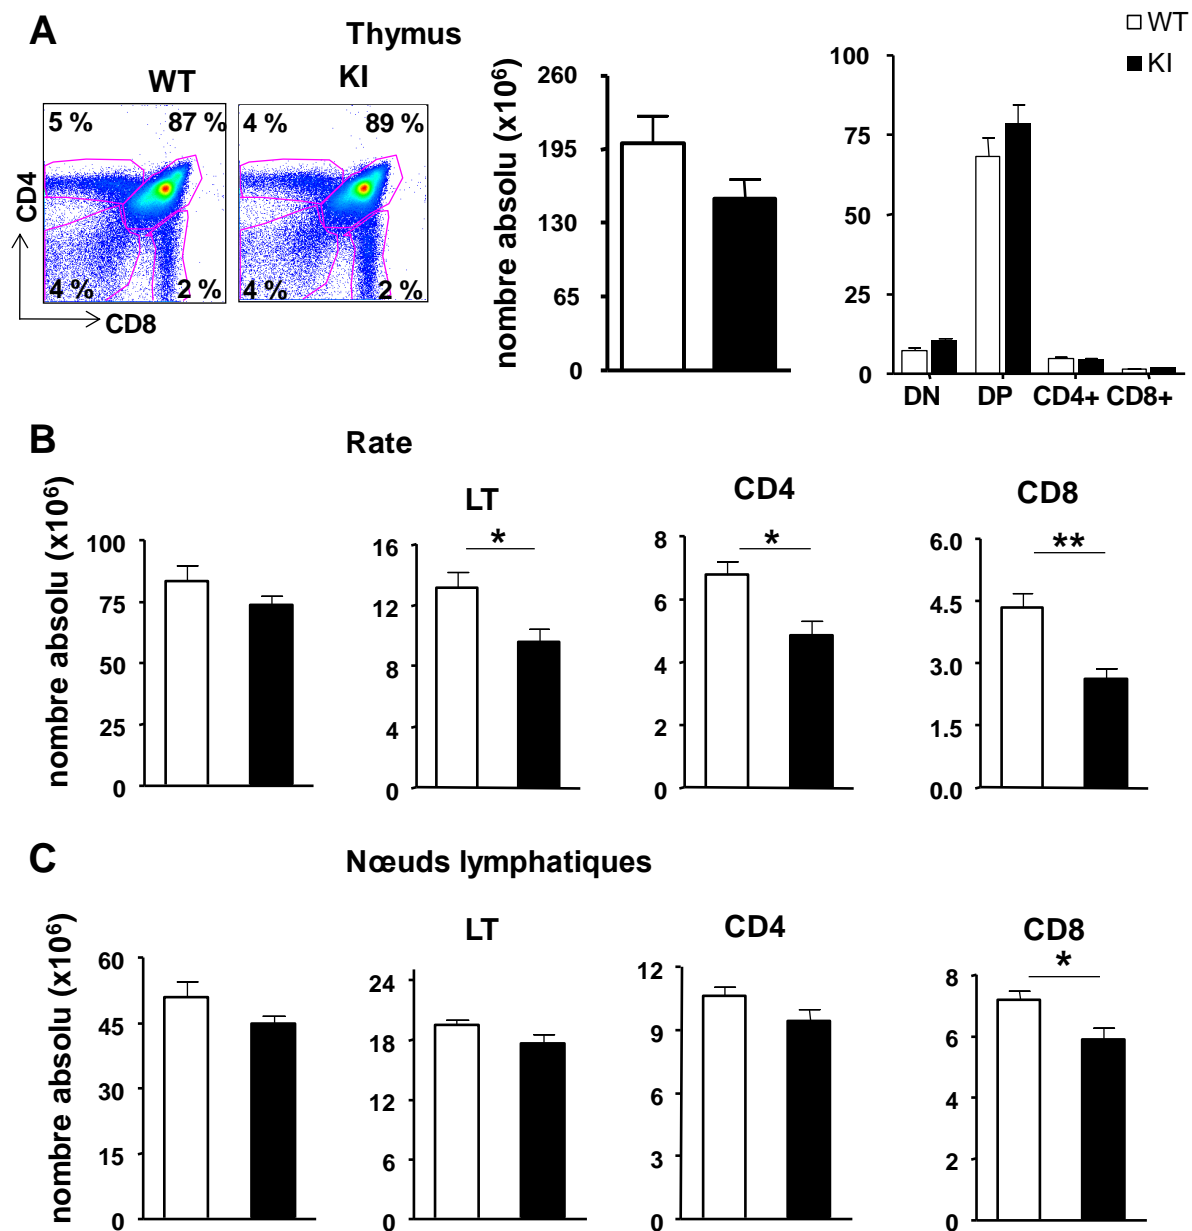 A
Thymus
WT
KI
5 %
87 %
4 %
2 %
4 %
89 %
4 %
2 %
CD4
CD8
nombre absolu (x10⁶)
260
195
130
65
0
WT
KI
100
75
50
25
0
DN
DP
CD4+
CD8+
B
Rate
nombre absolu (x10⁶)
100
75
50
25
0
LT
*
16
12
8
4
0
CD4
*
8
6
4
2
0
CD8
**
6.0
4.5
3.0
1.5
0.0
C
Nœuds lymphatiques
nombre absolu (x10⁶)
60
45
30
15
0
LT
24
18
12
6
0
CD4
12
9
6
3
0
CD8
*
8
6
4
2
0